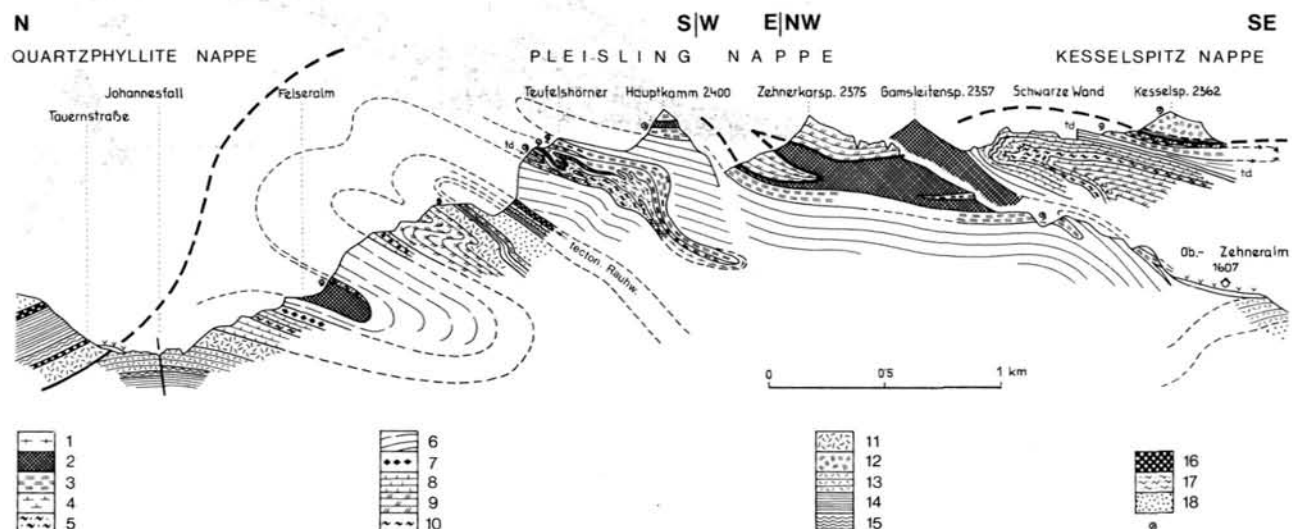 N S|W E|NW SE
QUARTZPHYLLITE NAPPE PLEISLING NAPPE KESSELSPITZ NAPPE
Johannesfall Felseralm Teufelshörner Hauptkamm 2400 Zehnerkarsp. 2375 Gamsleitensp. 2357 Schwarze Wand Kesselsp. 2362
Tauernstraße
td
td
td
tecton. Rauhw.
Ob.- Zehneralm
1607
0 0'5 1 km
1 6 11 16
2 7 12 17
3 8 13 18
4 9 14
5 10 15